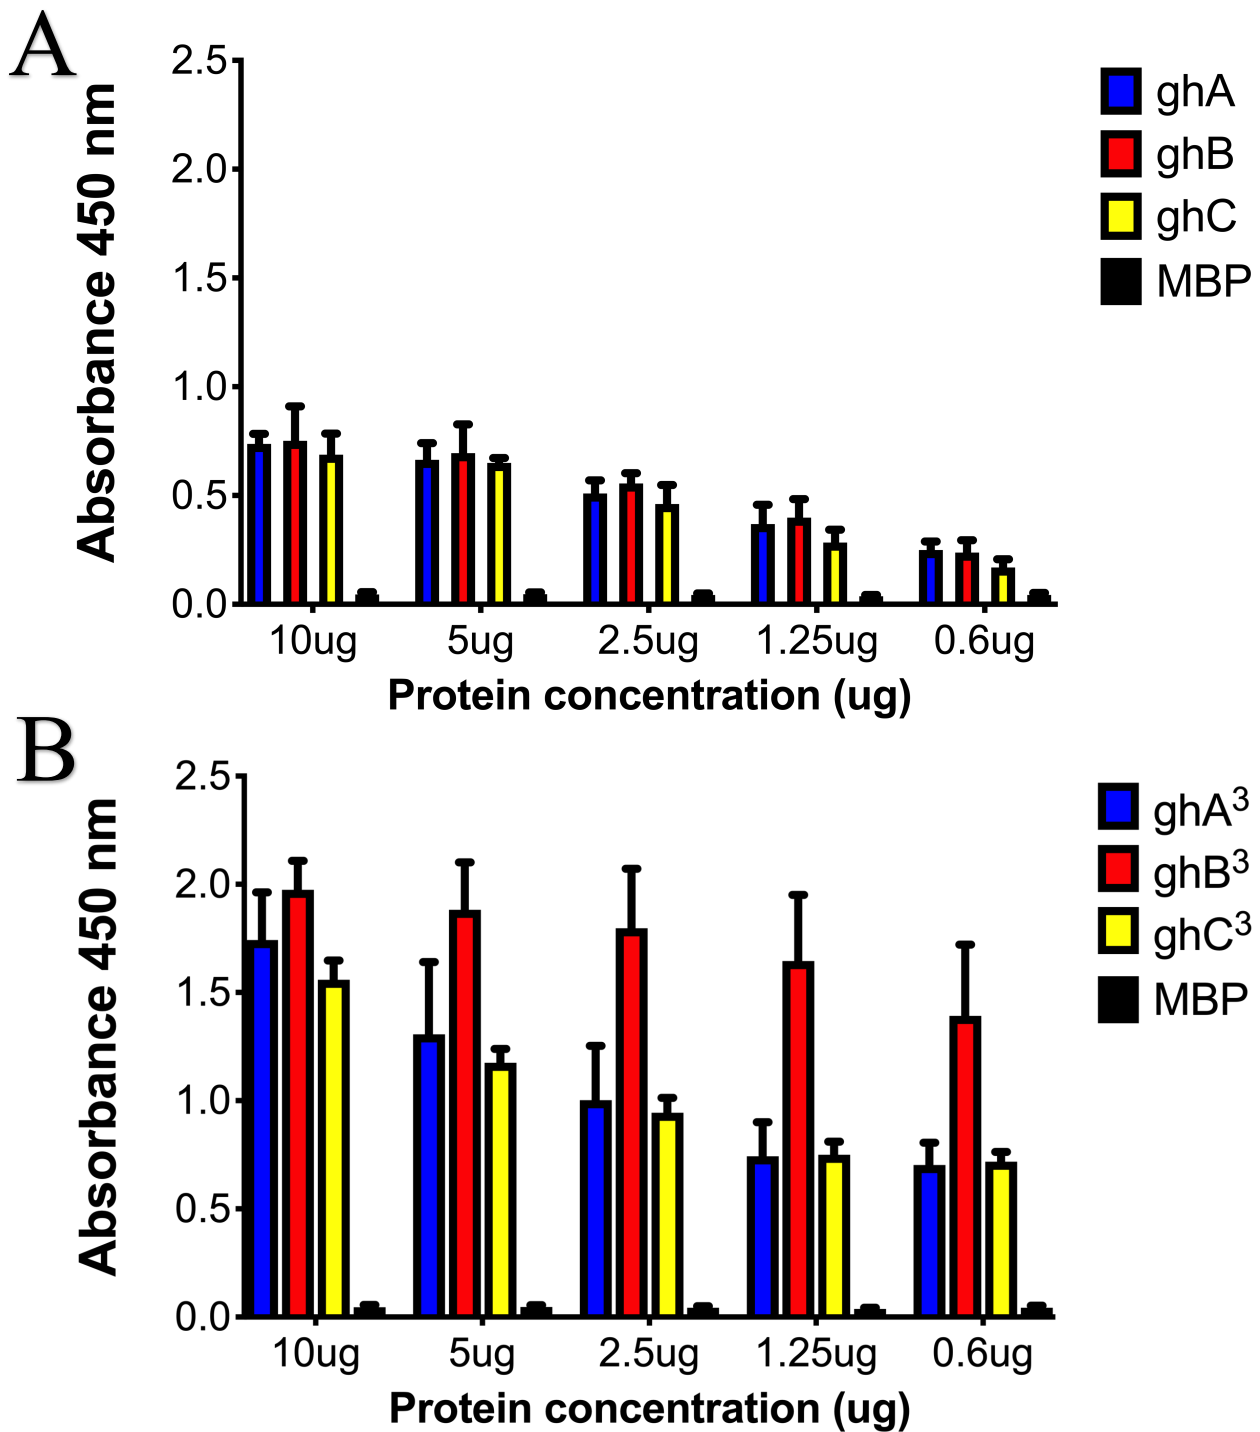 A
2.5
2.0
1.5
1.0
0.5
0.0
Absorbance 450 nm
10ug 5ug 2.5ug 1.25ug 0.6ug
Protein concentration (ug)
ghA
ghB
ghC
MBP
B
2.5
2.0
1.5
1.0
0.5
0.0
Absorbance 450 nm
10ug 5ug 2.5ug 1.25ug 0.6ug
Protein concentration (ug)
ghA³
ghB³
ghC³
MBP